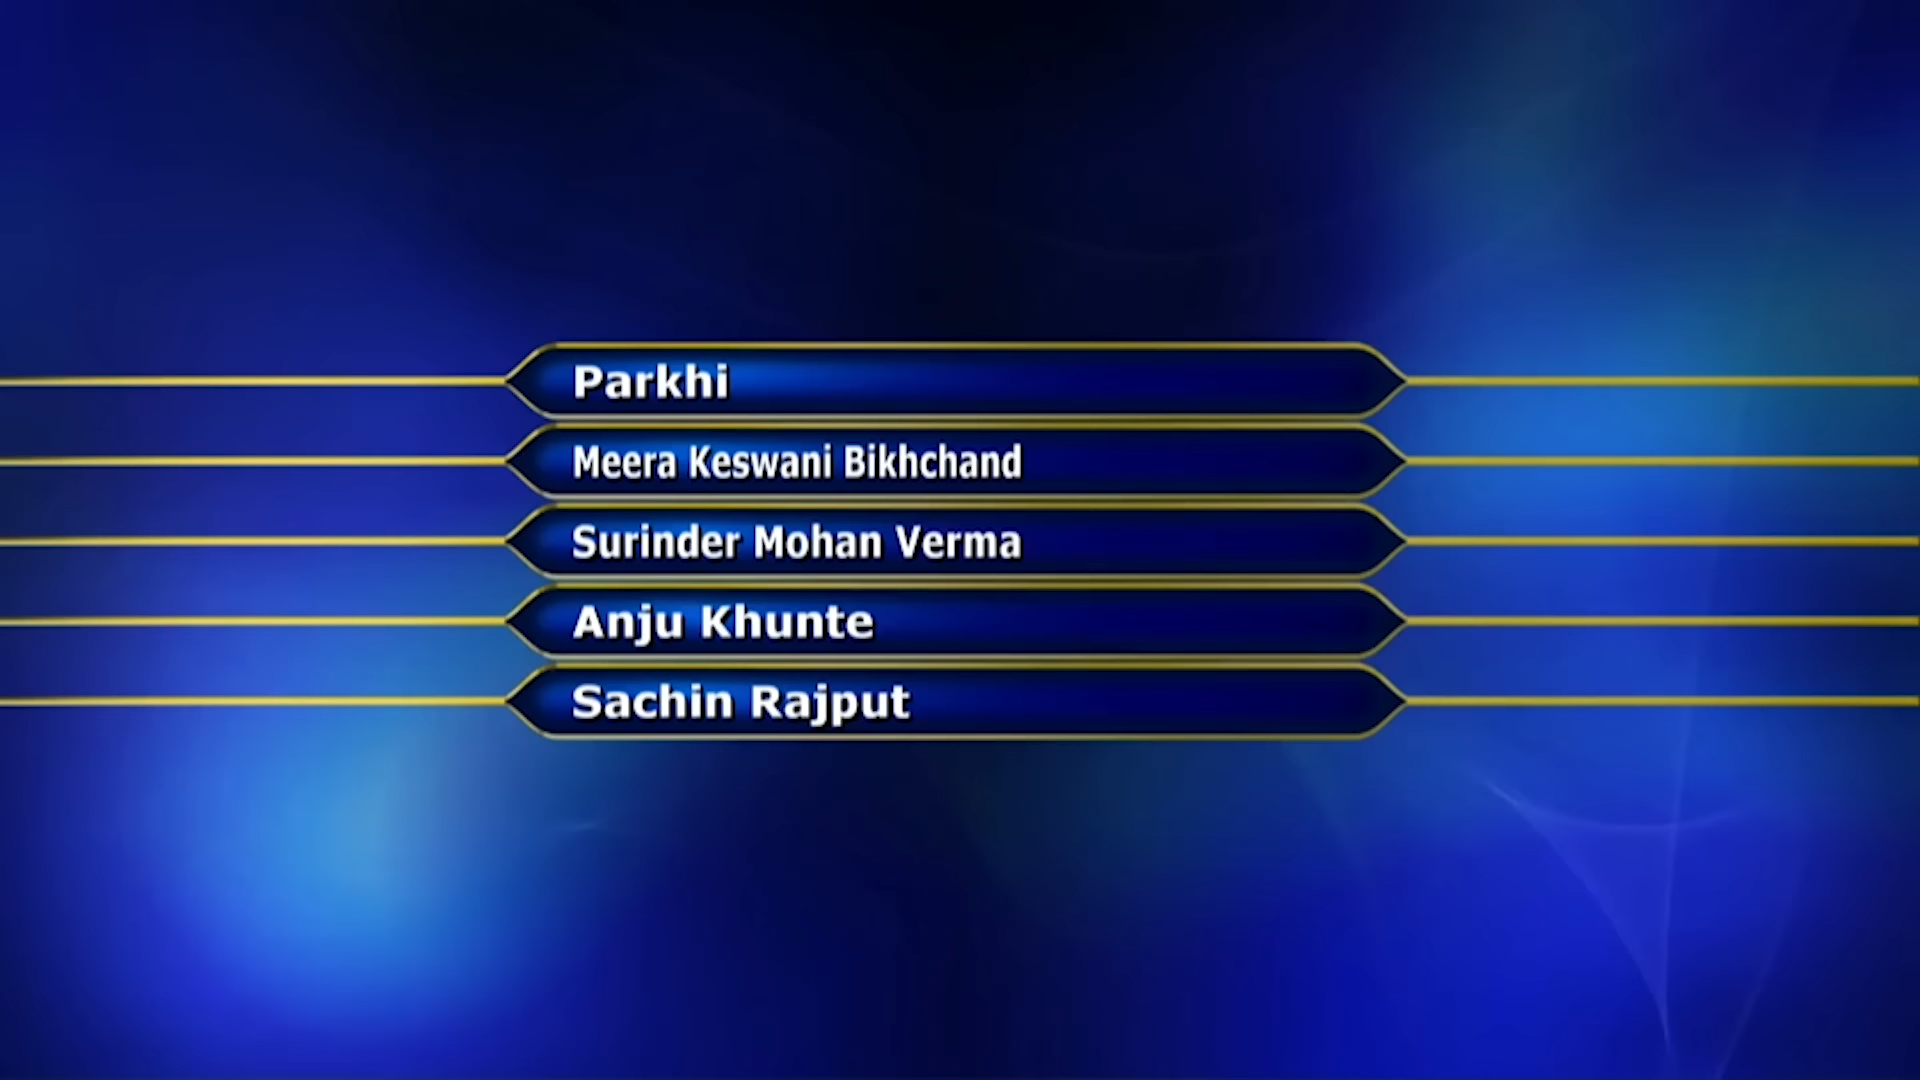 Parkhi
Meera Keswani Bikhchand
Surinder Mohan Verma
Anju Khunte
Sachin Rajput